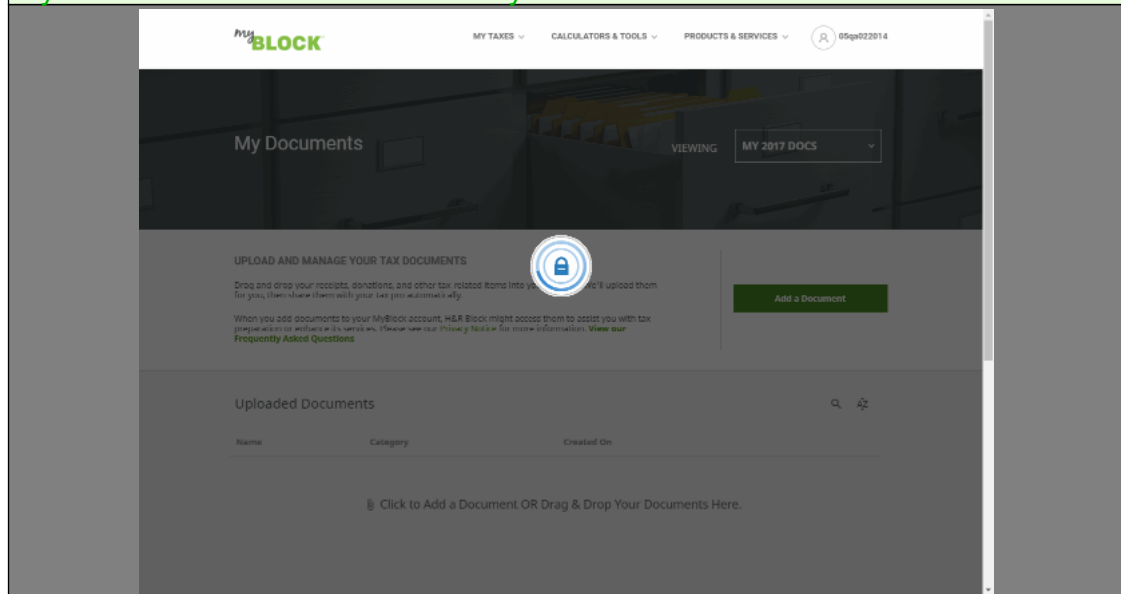 myBLOCK
MY TAXES
CALCULATORS & TOOLS
PRODUCTS & SERVICES
05qa022014
My Documents
VIEWING
MY 2017 DOCS
UPLOAD AND MANAGE YOUR TAX DOCUMENTS
Drag and drop your receipts, donations, and other tax related items into we'll upload them
for you, then share them with your tax pro automatically.
When you add documents to your MyBlock account, H&R Block might access them to assist you with tax
preparation or enhance its services. Please see our Privacy Notice for more information. View our
Frequently Asked Questions
Add a Document
Uploaded Documents
AZ
Name
Category
Created On
Click to Add a Document OR Drag & Drop Your Documents Here.